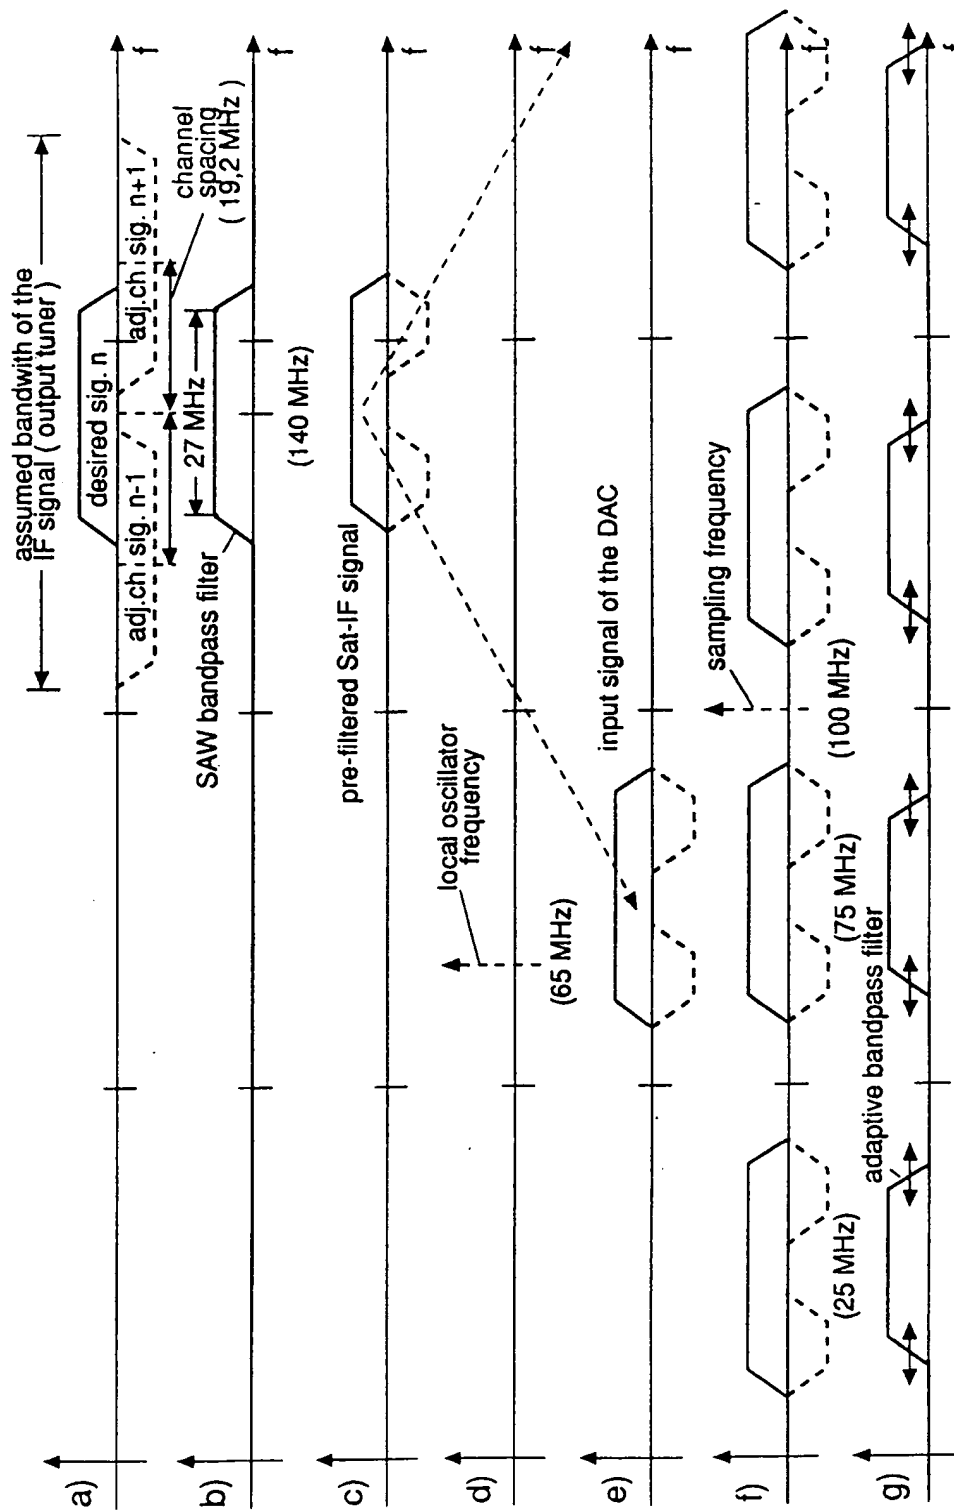 assumed bandwith of the
IF signal ( output tuner )
a)
desired sig. n
adj.ch sig. n-1
adj.ch sig. n+1
channel
spacing
( 19,2 MHz )
f
b)
27 MHz
SAW bandpass filter
(140 MHz)
f
c)
pre-filtered Sat-IF signal
f
d)
local oscillator
frequency
(65 MHz)
f
e)
input signal of the DAC
f
f)
sampling frequency
(25 MHz)
(75 MHz)
(100 MHz)
f
g)
adaptive bandpass filter
f